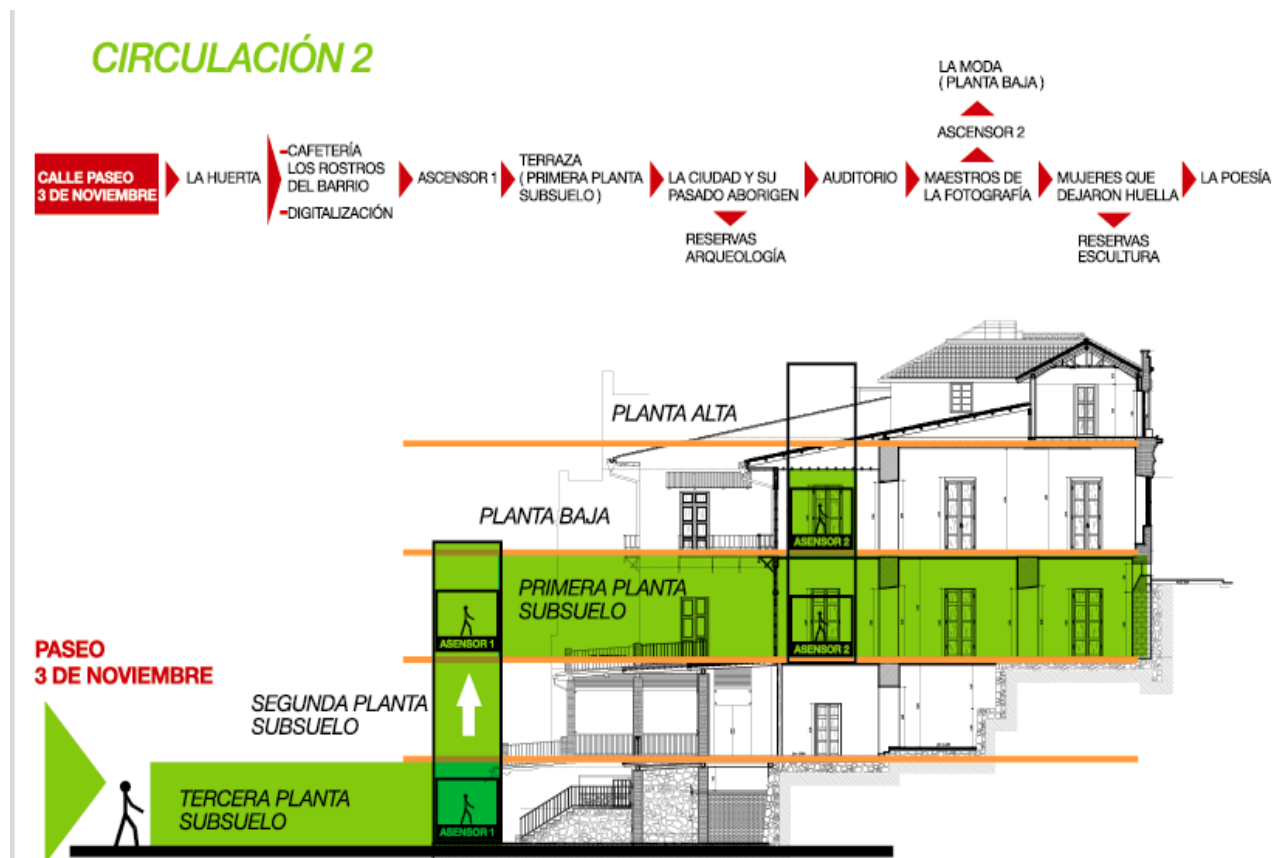 CIRCULACIÓN 2
LA MODA
( PLANTA BAJA )
ASCENSOR 2
CALLE PASEO
3 DE NOVIEMBRE
LA HUERTA
-CAFETERÍA
LOS ROSTROS
DEL BARRIO
-DIGITALIZACIÓN
ASCENSOR 1
TERRAZA
( PRIMERA PLANTA
SUBSUELO )
LA CIUDAD Y SU
PASADO ABORIGEN
RESERVAS
ARQUEOLOGÍA
AUDITORIO
MAESTROS DE
LA FOTOGRAFÍA
MUJERES QUE
DEJARON HUELLA
RESERVAS
ESCULTURA
LA POESÍA
PLANTA ALTA
PLANTA BAJA
ASENSOR 2
PRIMERA PLANTA
SUBSUELO
ASENSOR 1
ASENSOR 2
PASEO
3 DE NOVIEMBRE
SEGUNDA PLANTA
SUBSUELO
TERCERA PLANTA
SUBSUELO
ASENSOR 1